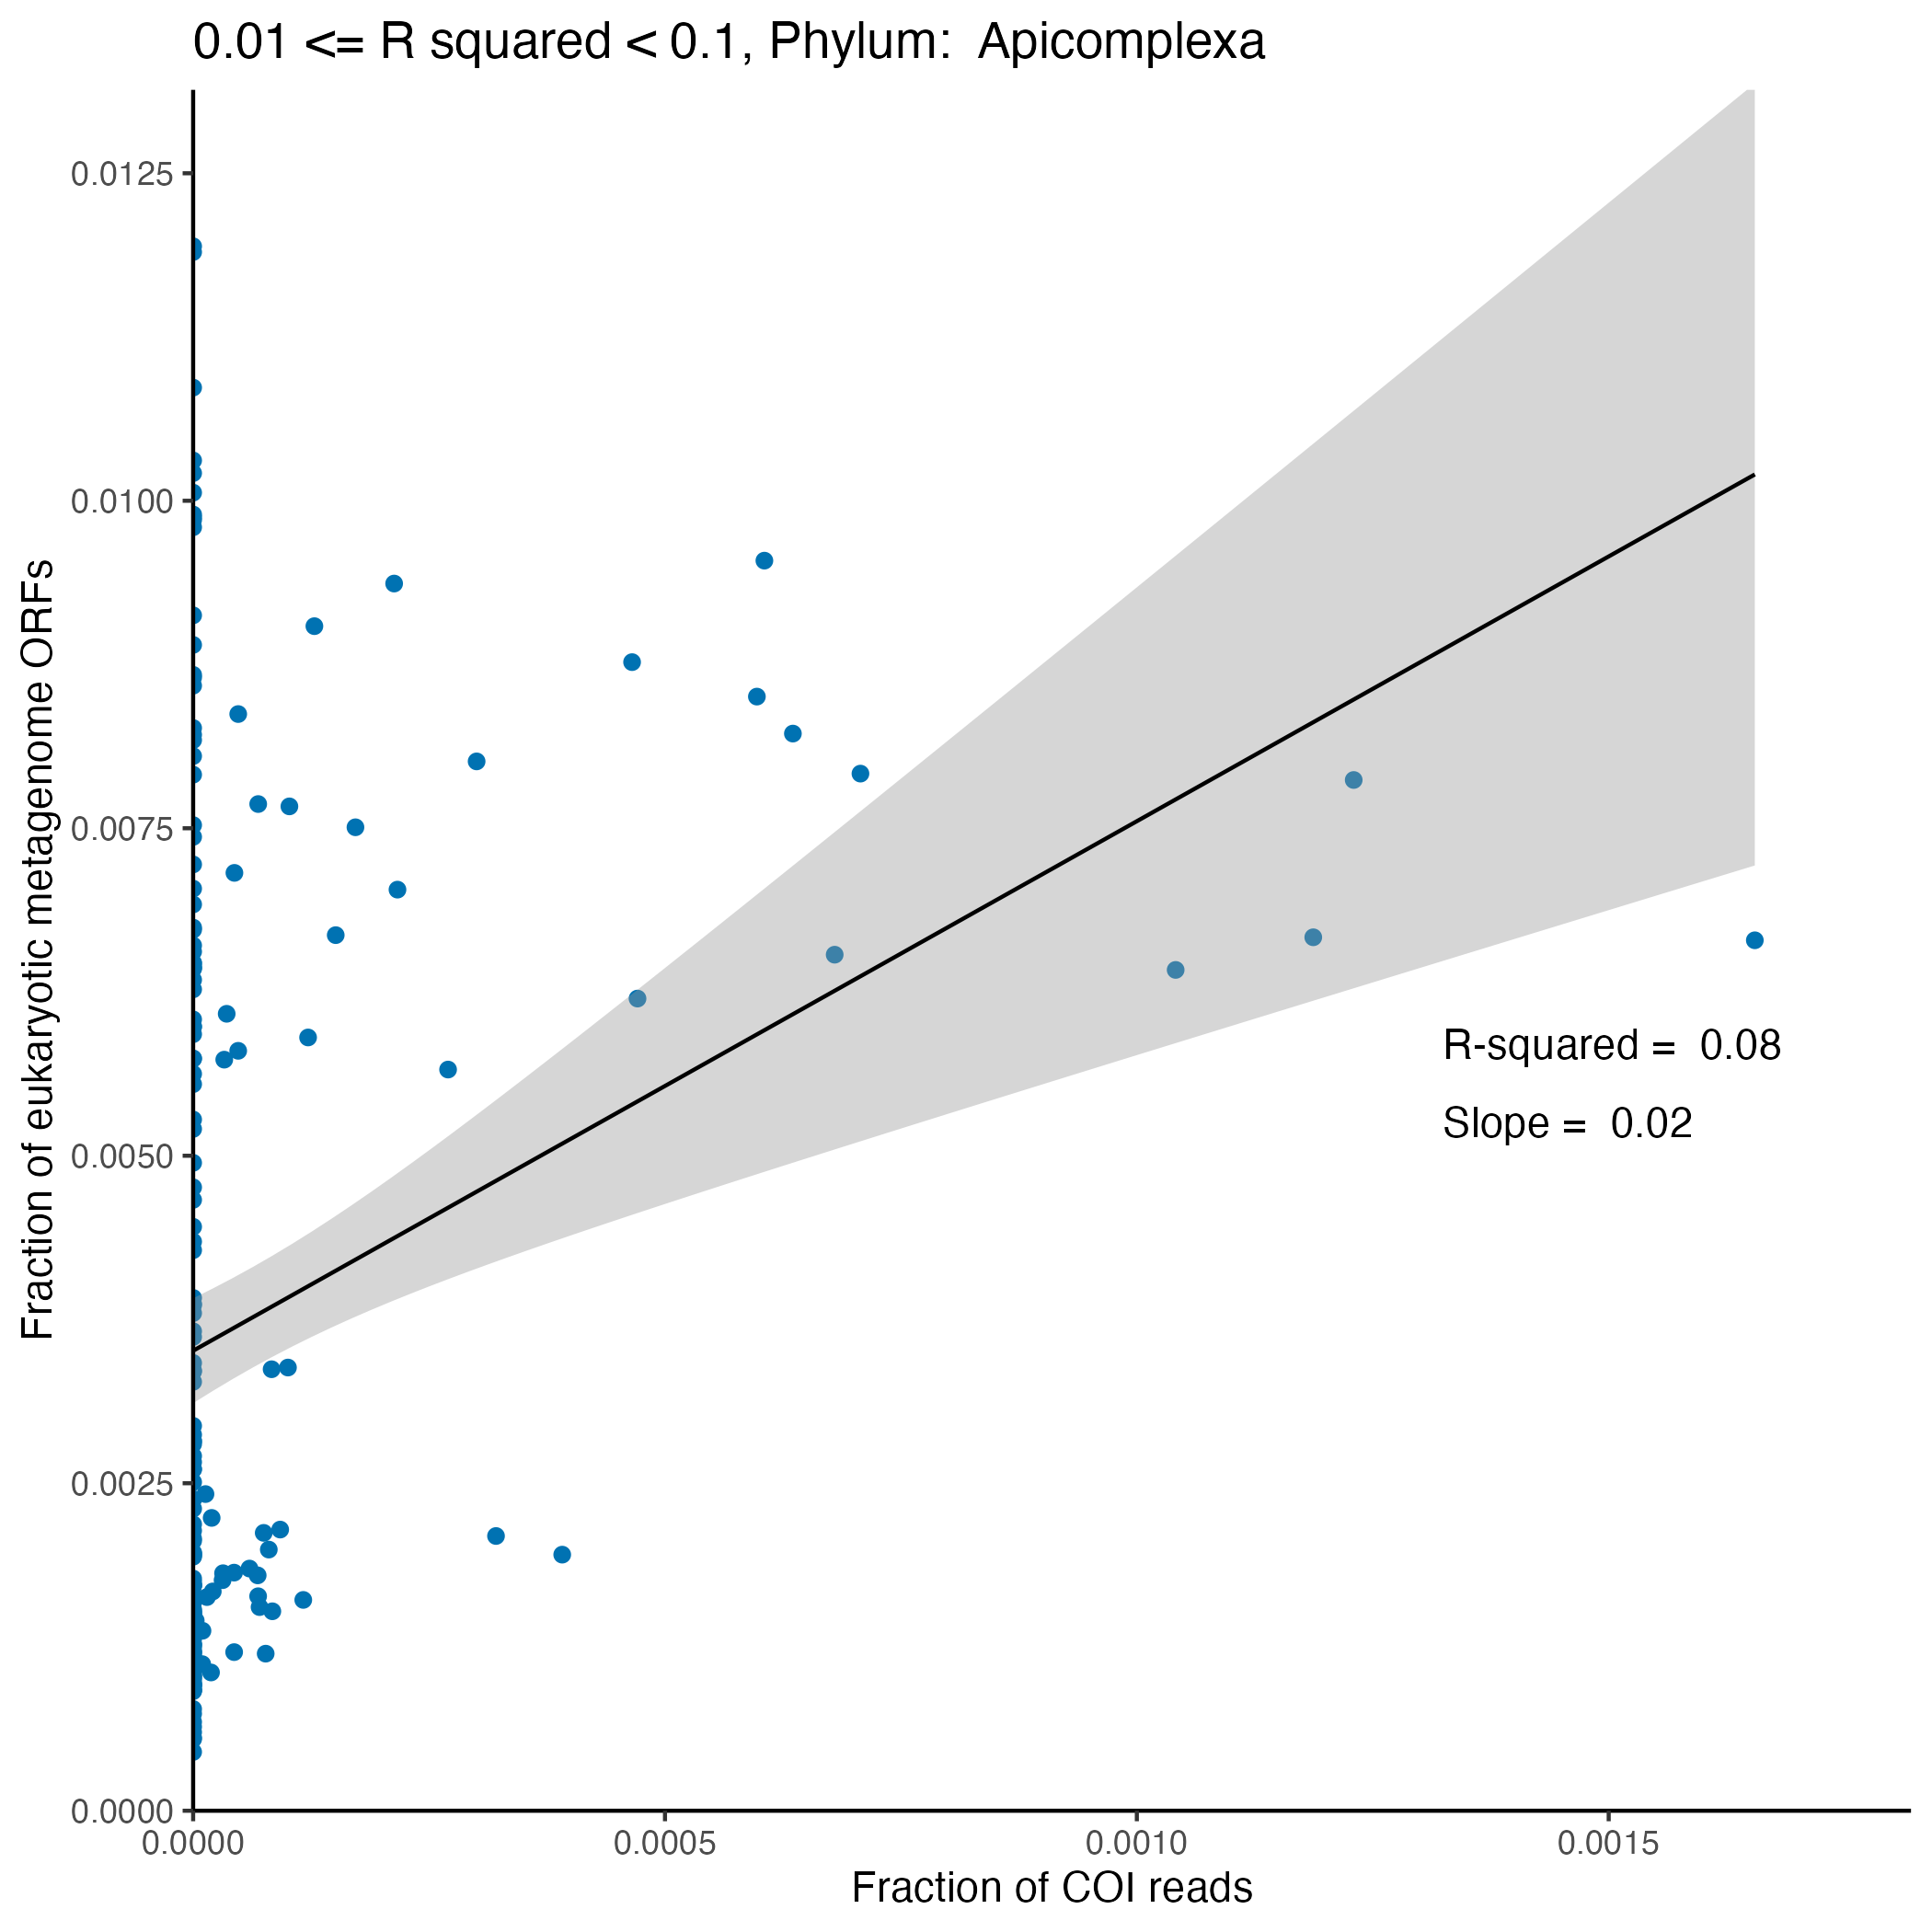 0.01 <= R squared < 0.1, Phylum:  Apicomplexa
Fraction of eukaryotic metagenome ORFs
0.0125
0.0100
0.0075
0.0050
0.0025
0.0000
R-squared =  0.08
Slope =  0.02
0.0000 0.0005 0.0010 0.0015
Fraction of COI reads